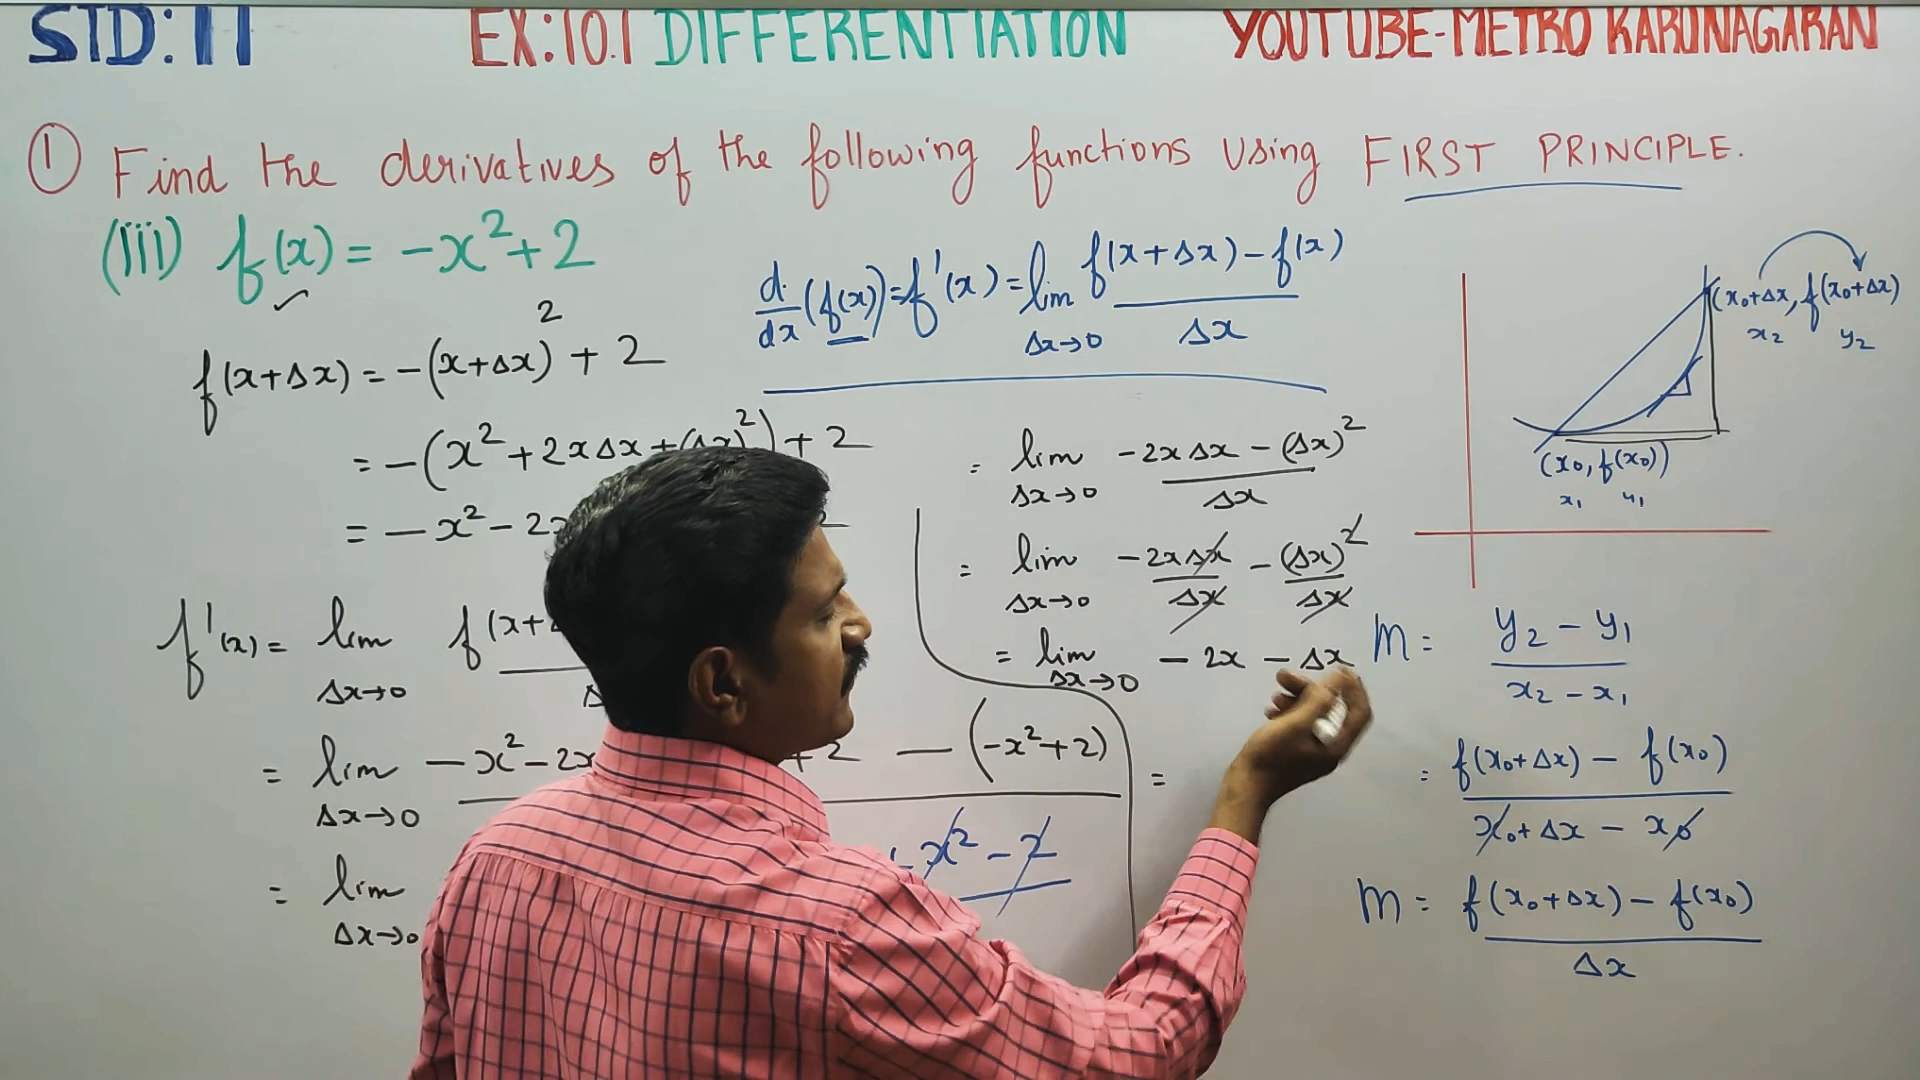 STD: 11 EX: 10.1 DIFFERENTIATION YOUTUBE-METRO KARUNAGARAN
① Find the derivatives of the following functions using FIRST PRINCIPLE.
(iii) f(x) = -x² + 2
f(x+Δx) = -(x+Δx)² + 2
= -(x² + 2xΔx + (Δx)²) + 2
= -x² - 2x
f'(x) = lim Δx→0 f(x+
= lim Δx→0 -x² - 2x +2 - (-x²+2)
= lim Δx→0 + x² - 2
d/dx (f(x)) = f'(x) = lim Δx→0 f(x+Δx) - f(x) / Δx
= lim Δx→0 -2xΔx - (Δx)² / Δx
= lim Δx→0 -2xΔx / Δx - (Δx)² / Δx
= lim Δx→0 -2x - Δx
=
(x₀+Δx, f(x₀+Δx)
x₂ y₂
(x₀, f(x₀))
x₁ y₁
m = y₂ - y₁ / x₂ - x₁
= f(x₀+Δx) - f(x₀) / x₀+Δx - x₀
m = f(x₀+Δx) - f(x₀) / Δx